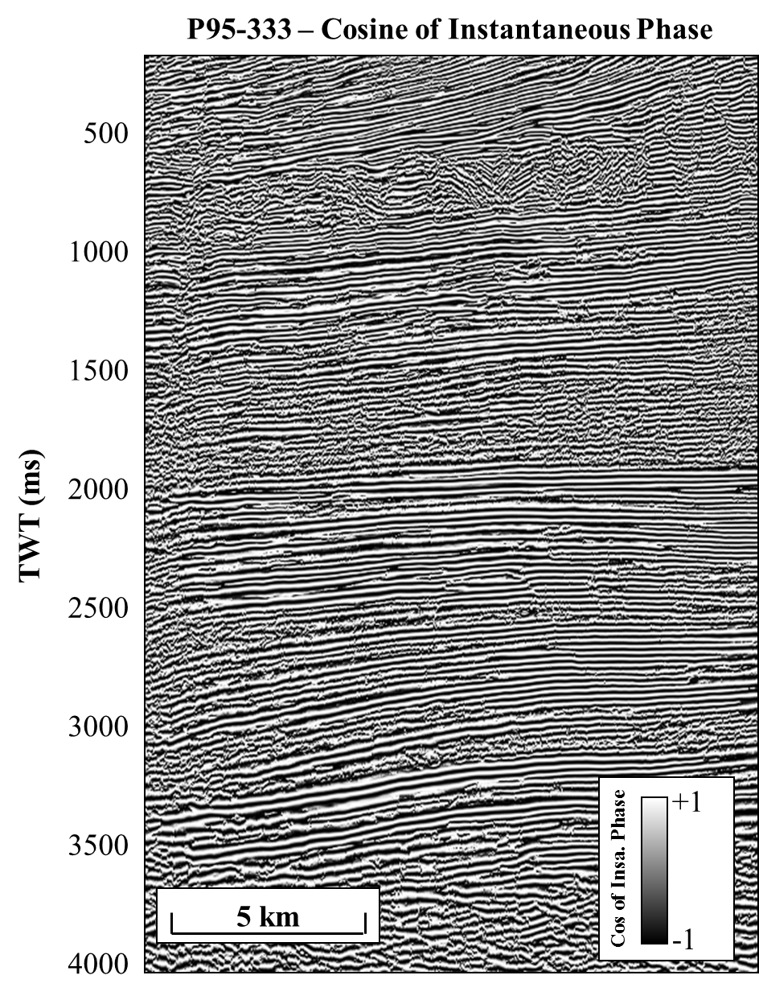 P95-333 – Cosine of Instantaneous Phase
500
1000
1500
2000
2500
3000
3500
4000
TWT (ms)
5 km
Cos of Insa. Phase
+1
-1